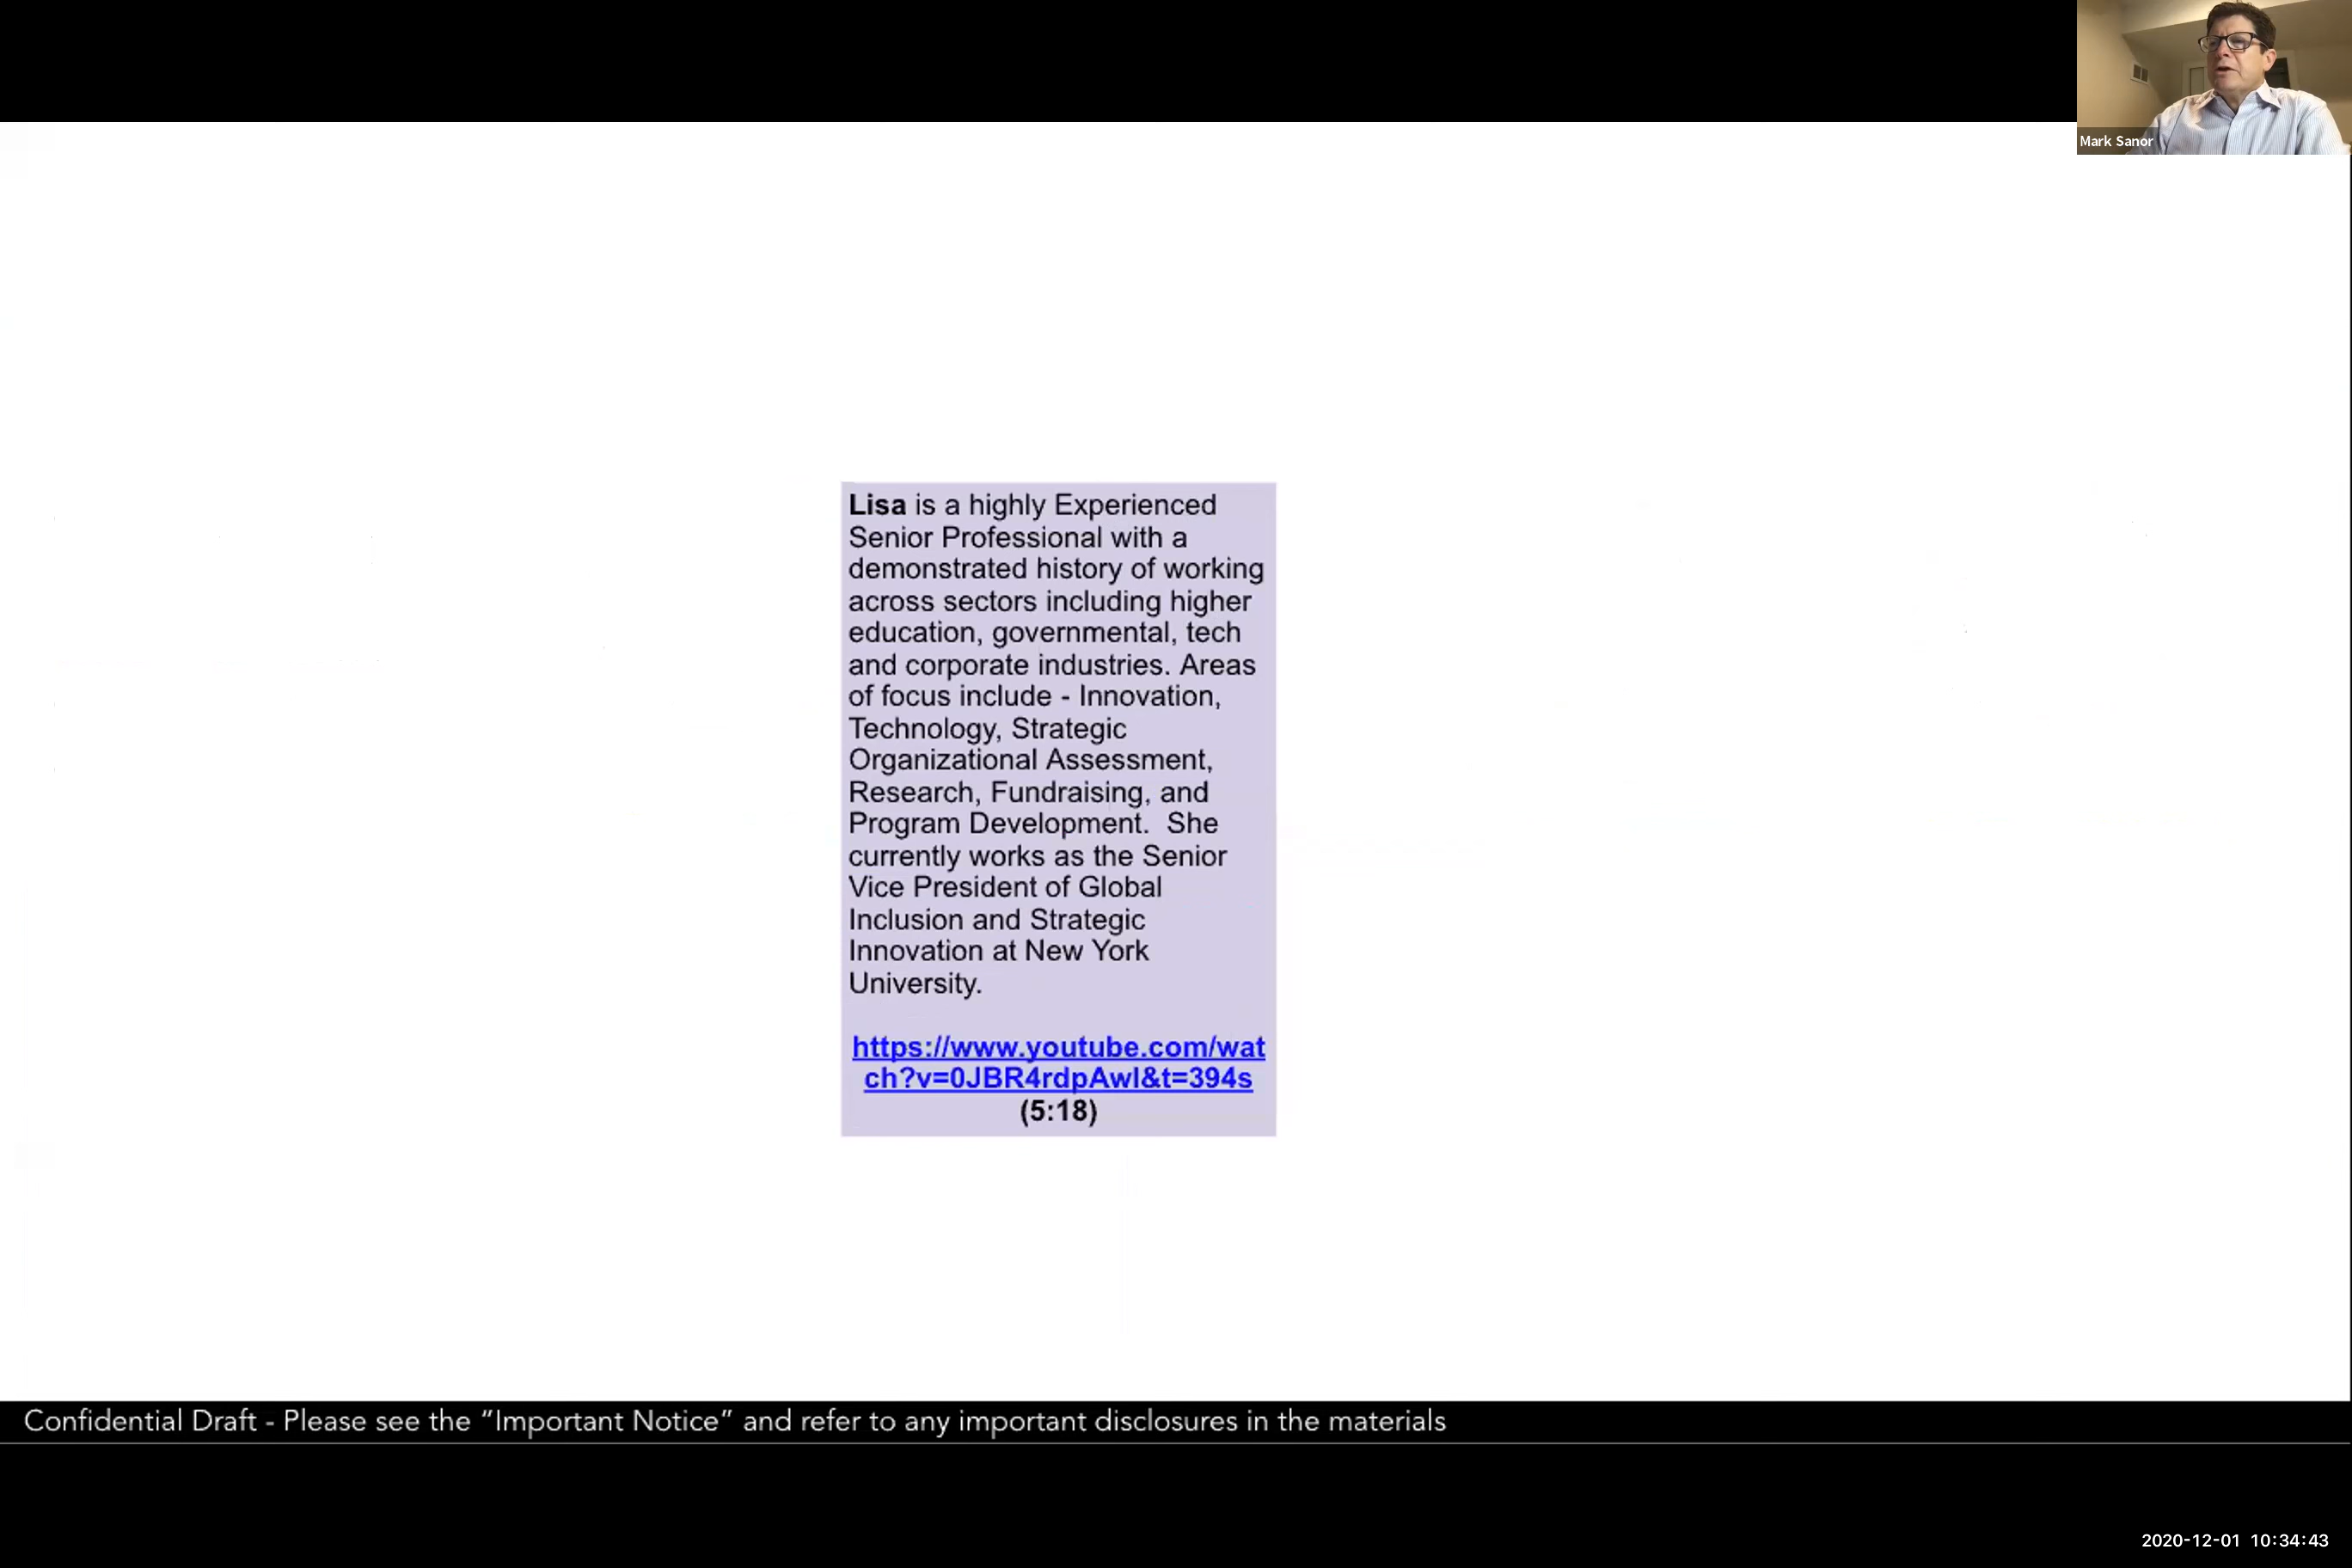 Mark Sanor
Lisa is a highly Experienced
Senior Professional with a
demonstrated history of working
across sectors including higher
education, governmental, tech
and corporate industries. Areas
of focus include - Innovation,
Technology, Strategic
Organizational Assessment,
Research, Fundraising, and
Program Development.  She
currently works as the Senior
Vice President of Global
Inclusion and Strategic
Innovation at New York
University.
https://www.youtube.com/wat
ch?v=0JBR4rdpAwI&t=394s
(5:18)
Confidential Draft - Please see the “Important Notice” and refer to any important disclosures in the materials
2020-12-01 10:34:43